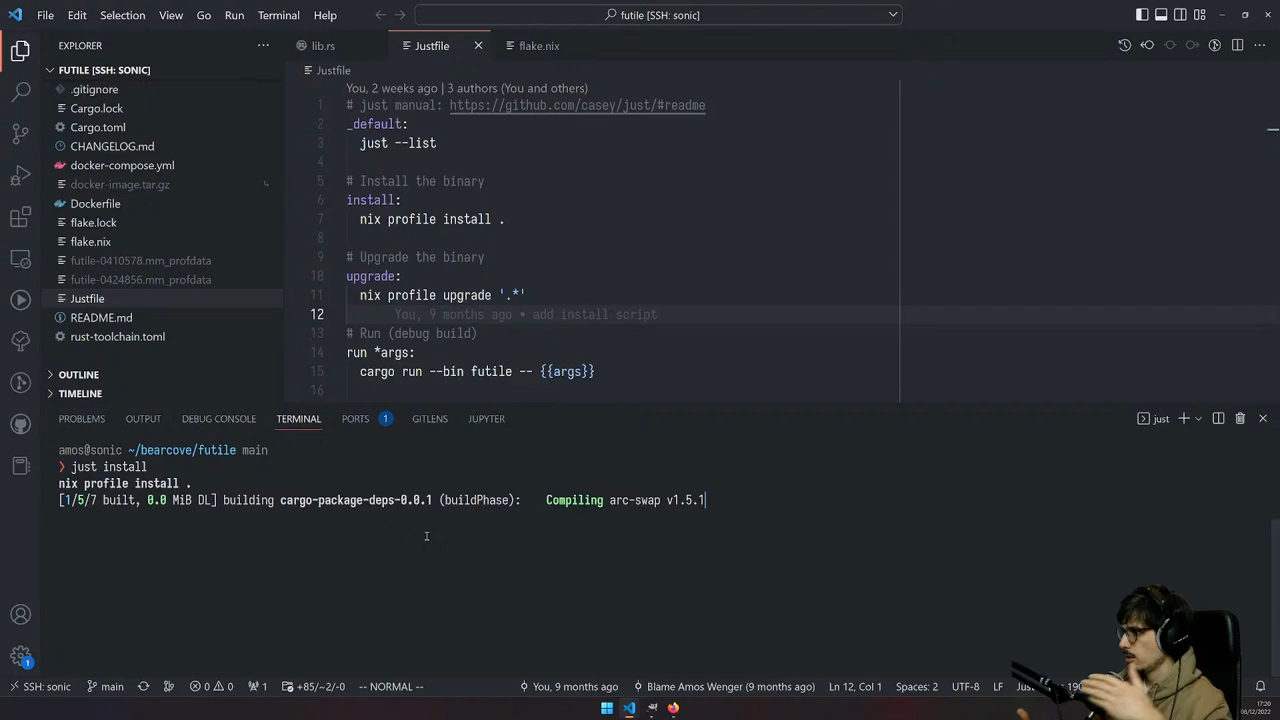 File Edit Selection View Go Run Terminal Help
futile [SSH: sonic]
EXPLORER
lib.rs
Justfile
flake.nix
FUTILE [SSH: SONIC]
.gitignore
Cargo.lock
Cargo.toml
CHANGELOG.md
docker-compose.yml
docker-image.tar.gz
Dockerfile
flake.lock
flake.nix
futile-0410578.mm_profdata
futile-0424856.mm_profdata
Justfile
README.md
rust-toolchain.toml
OUTLINE
TIMELINE
Justfile
You, 2 weeks ago | 3 authors (You and others)
1 # just manual: https://github.com/casey/just/#readme
2 _default:
3 just --list
4
5 # Install the binary
6 install:
7 nix profile install .
8
9 # Upgrade the binary
10 upgrade:
11 nix profile upgrade '.*'
12 You, 9 months ago • add install script
13 # Run (debug build)
14 run *args:
15 cargo run --bin futile -- {{args}}
16
PROBLEMS OUTPUT DEBUG CONSOLE TERMINAL PORTS 1 GITLENS JUPYTER
just
amos@sonic ~/bearcove/futile main
❯ just install
nix profile install .
[1/5/7 built, 0.0 MiB DL] building cargo-package-deps-0.0.1 (buildPhase): Compiling arc-swap v1.5.1
1
SSH: sonic main 0 0 1 +85/~2/-0 -- NORMAL -- You, 9 months ago Blame Amos Wenger (9 months ago) Ln 12, Col 1 Spaces: 2 UTF-8 LF
17:20